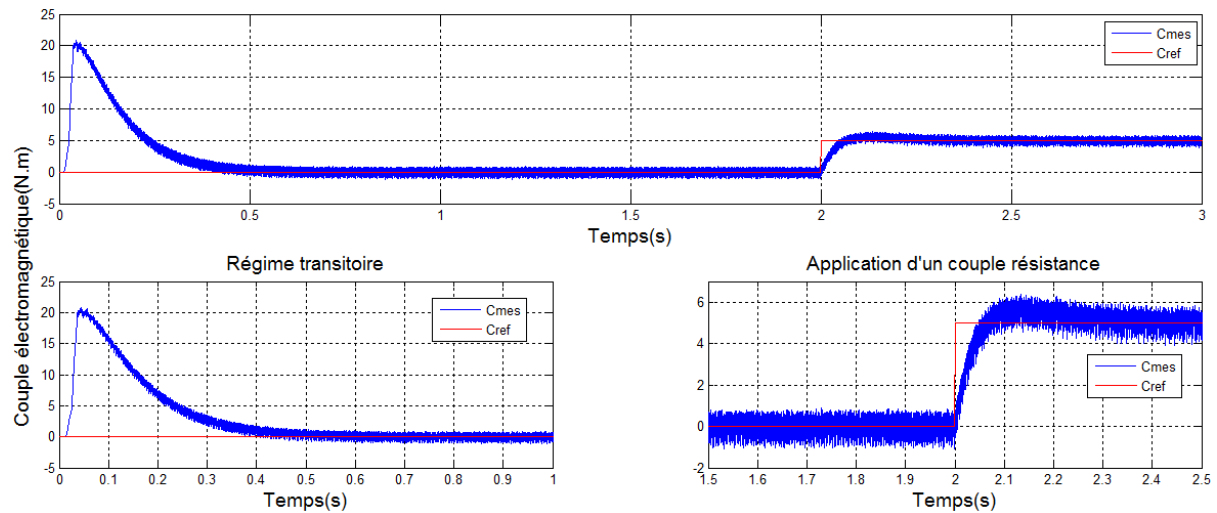 Couple électromagnétique(N.m)
25
20
15
10
5
0
-5
Cmes
Cref
0 0.5 1 1.5 2 2.5 3
Temps(s)
Régime transitoire
25
20
15
10
5
0
-5
Cmes
Cref
0 0.1 0.2 0.3 0.4 0.5 0.6 0.7 0.8 0.9 1
Temps(s)
Application d'un couple résistance
6
4
2
0
-2
Cmes
Cref
1.5 1.6 1.7 1.8 1.9 2 2.1 2.2 2.3 2.4 2.5
Temps(s)